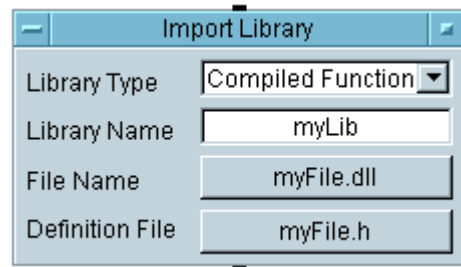 Import Library
Library Type Compiled Function
Library Name myLib
File Name myFile.dll
Definition File myFile.h